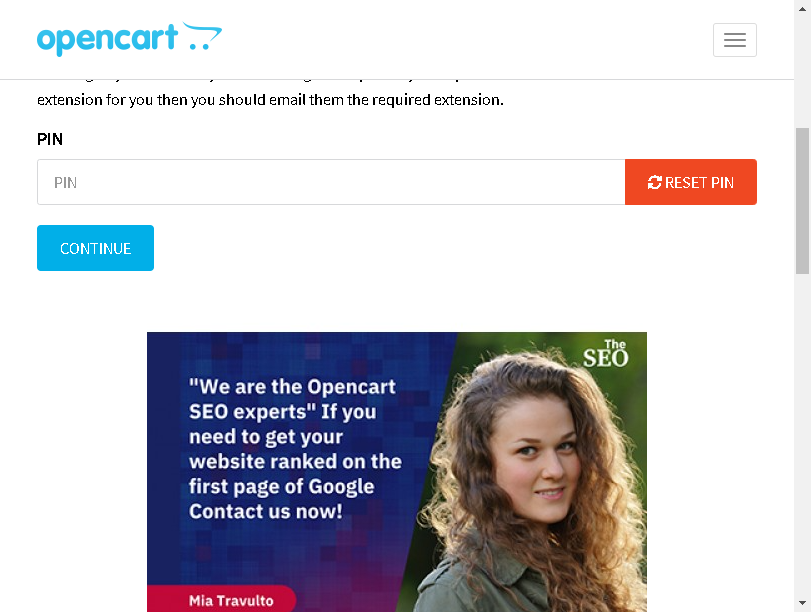 opencart
extension for you then you should email them the required extension.
PIN
PIN
RESET PIN
CONTINUE
The
SEO
"We are the Opencart
SEO experts" If you
need to get your
website ranked on the
first page of Google
Contact us now!
Mia Travulto